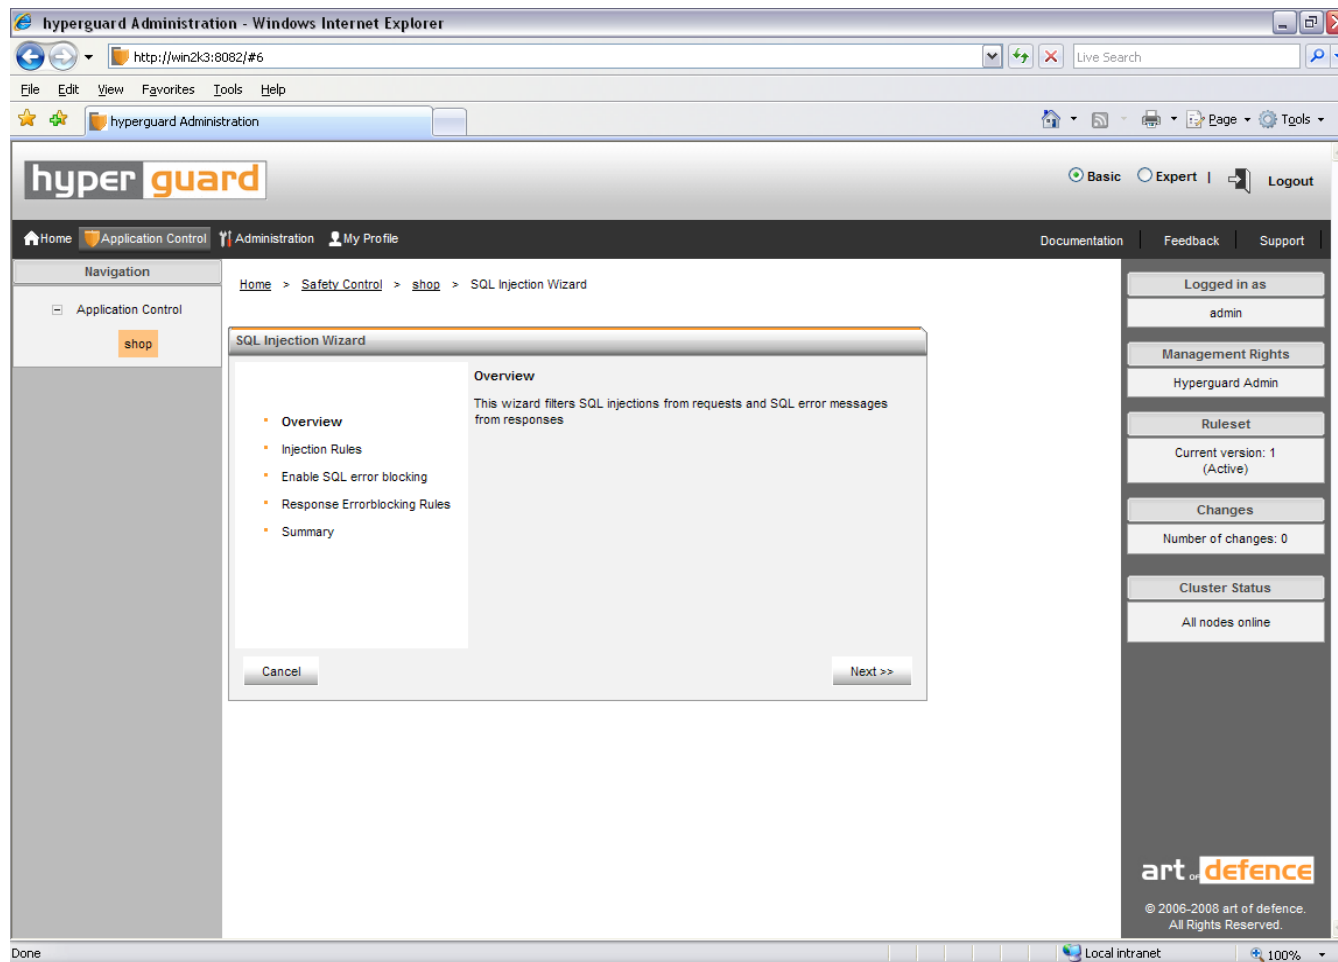 hyperguard Administration - Windows Internet Explorer
http://win2k3:8082/#6
Live Search
File Edit View Favorites Tools Help
hyperguard Administration
Page Tools
hyper guard
Basic Expert | Logout
Home Application Control Administration My Profile
Documentation Feedback Support
Navigation
Application Control
shop
Home > Safety Control > shop > SQL Injection Wizard
SQL Injection Wizard
Overview
Injection Rules
Enable SQL error blocking
Response Errorblocking Rules
Summary
Overview
This wizard filters SQL injections from requests and SQL error messages
from responses
Cancel
Next >>
Logged in as
admin
Management Rights
Hyperguard Admin
Ruleset
Current version: 1
(Active)
Changes
Number of changes: 0
Cluster Status
All nodes online
art OF defence
© 2006-2008 art of defence.
All Rights Reserved.
Done
Local intranet
100%